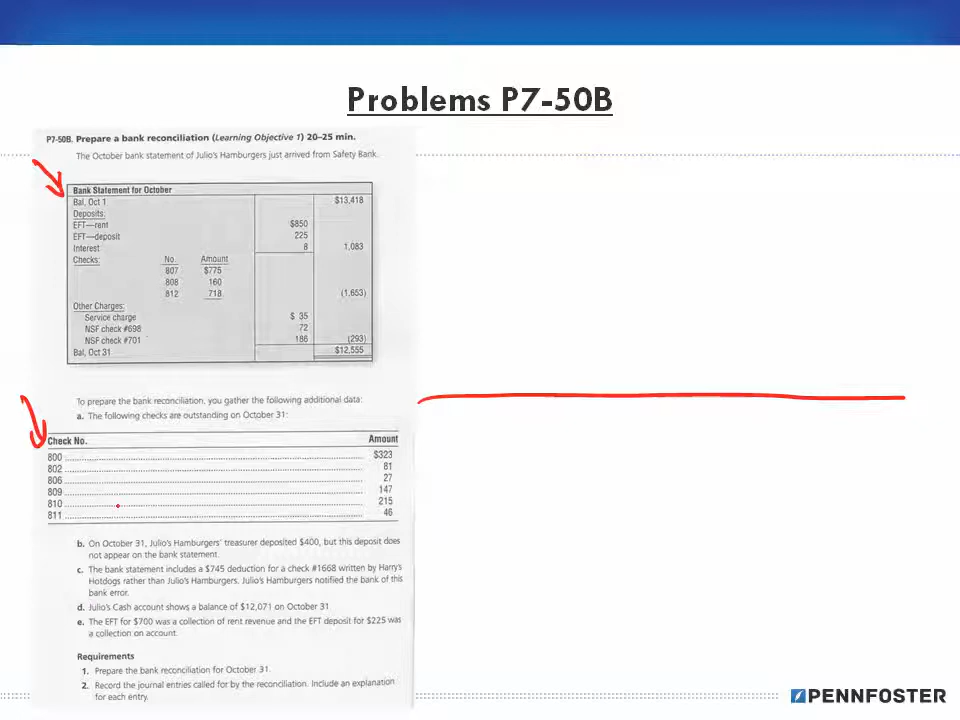 Problems P7-50B
P7-50B. Prepare a bank reconciliation (Learning Objective 1) 20–25 min.
The October bank statement of Julio's Hamburgers just arrived from Safety Bank.
Bank Statement for October
Bal, Oct 1 $13,418
Deposits:
EFT—rent $850
EFT—deposit 225
Interest 8 1,083
Checks: No. Amount
807 $775
808 160
812 718 (1,653)
Other Charges:
Service charge $ 35
NSF check #698 72
NSF check #701 186 (293)
Bal, Oct 31 $12,555
To prepare the bank reconciliation, you gather the following additional data:
a. The following checks are outstanding on October 31:
Check No. Amount
800 $323
802 81
806 27
809 147
810 215
811 46
b. On October 31, Julio's Hamburgers' treasurer deposited $400, but this deposit does
not appear on the bank statement.
c. The bank statement includes a $745 deduction for a check #1668 written by Harry's
Hotdogs rather than Julio's Hamburgers. Julio's Hamburgers notified the bank of this
bank error.
d. Julio's Cash account shows a balance of $12,071 on October 31
e. The EFT for $700 was a collection of rent revenue and the EFT deposit for $225 was
a collection on account.
Requirements
1. Prepare the bank reconciliation for October 31.
2. Record the journal entries called for by the reconciliation. Include an explanation
for each entry.
PENNFOSTER